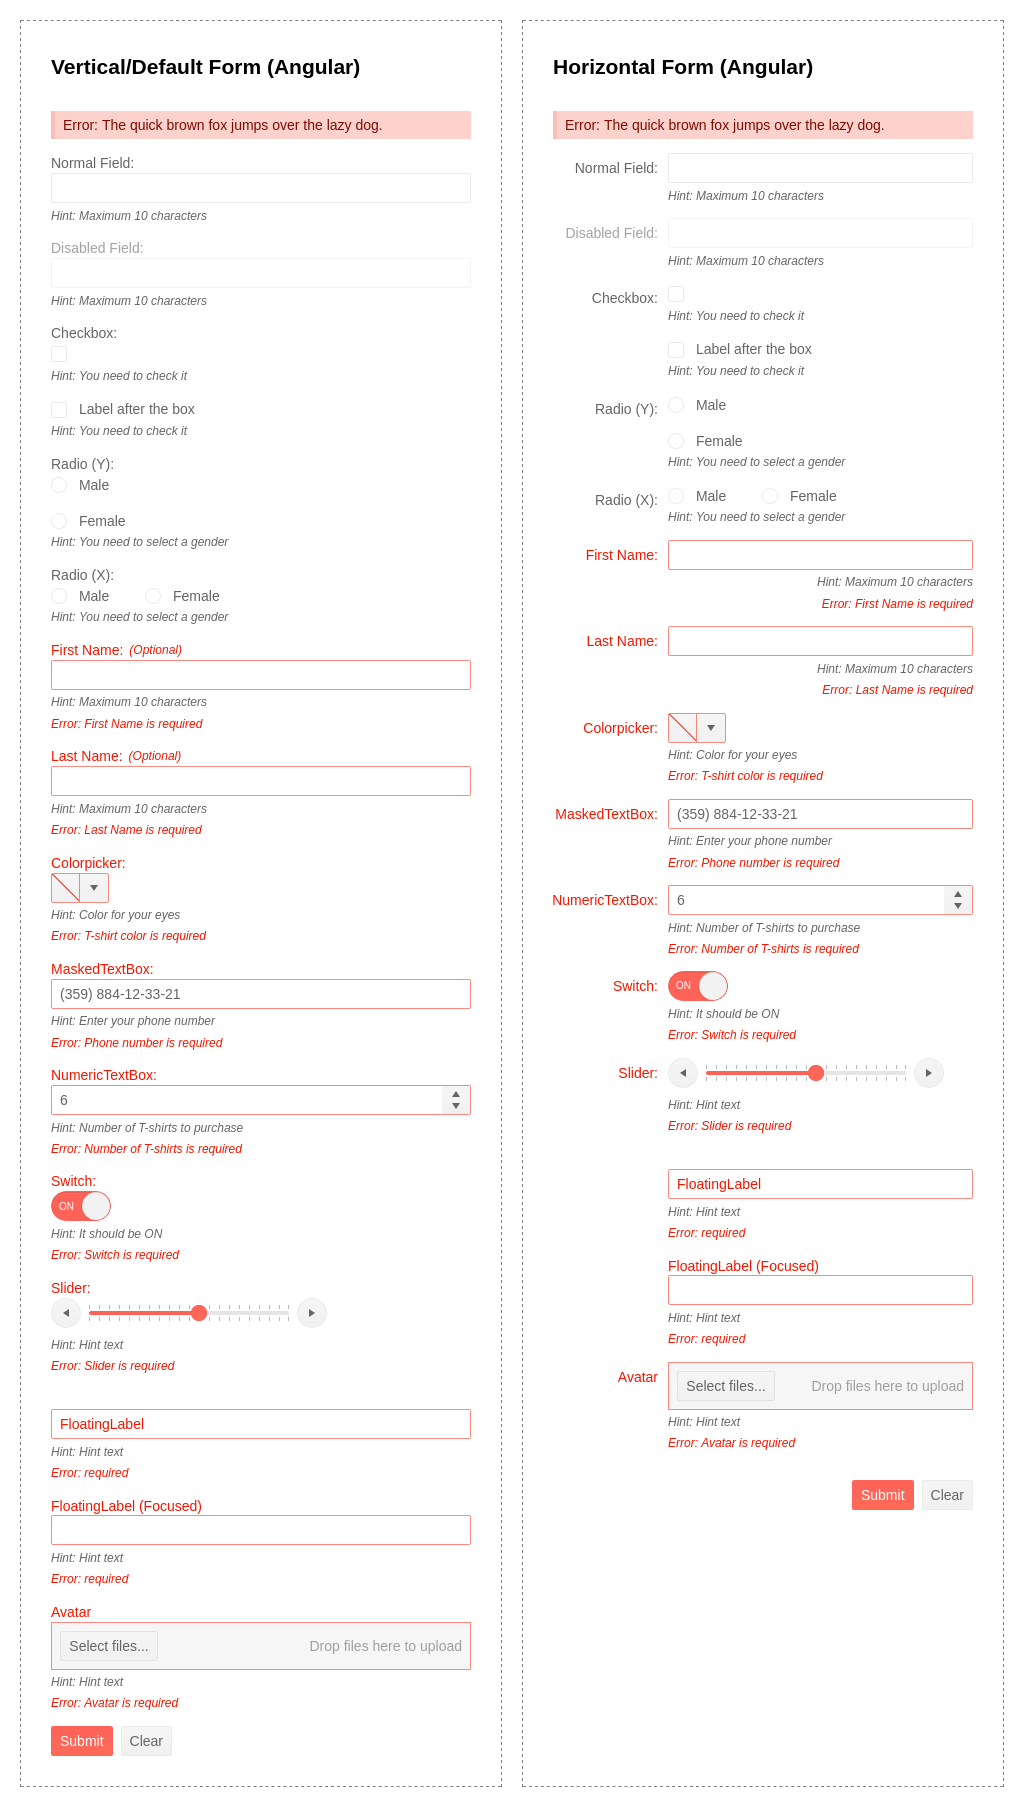 Vertical/Default Form (Angular)
Error: The quick brown fox jumps over the lazy dog.
Normal Field:
Hint: Maximum 10 characters
Disabled Field:
Hint: Maximum 10 characters
Checkbox:
Hint: You need to check it
Label after the box
Hint: You need to check it
Radio (Y):
Male
Female
Hint: You need to select a gender
Radio (X):
Male Female
Hint: You need to select a gender
First Name: (Optional)
Hint: Maximum 10 characters
Error: First Name is required
Last Name: (Optional)
Hint: Maximum 10 characters
Error: Last Name is required
Colorpicker:
Hint: Color for your eyes
Error: T-shirt color is required
MaskedTextBox:
(359) 884-12-33-21
Hint: Enter your phone number
Error: Phone number is required
NumericTextBox:
6
Hint: Number of T-shirts to purchase
Error: Number of T-shirts is required
Switch:
ON
Hint: It should be ON
Error: Switch is required
Slider:
Hint: Hint text
Error: Slider is required
FloatingLabel
Hint: Hint text
Error: required
FloatingLabel (Focused)
Hint: Hint text
Error: required
Avatar
Select files... Drop files here to upload
Hint: Hint text
Error: Avatar is required
Submit Clear
Horizontal Form (Angular)
Error: The quick brown fox jumps over the lazy dog.
Normal Field:
Hint: Maximum 10 characters
Disabled Field:
Hint: Maximum 10 characters
Checkbox:
Hint: You need to check it
Label after the box
Hint: You need to check it
Radio (Y): Male
Female
Hint: You need to select a gender
Radio (X): Male Female
Hint: You need to select a gender
First Name:
Hint: Maximum 10 characters
Error: First Name is required
Last Name:
Hint: Maximum 10 characters
Error: Last Name is required
Colorpicker:
Hint: Color for your eyes
Error: T-shirt color is required
MaskedTextBox: (359) 884-12-33-21
Hint: Enter your phone number
Error: Phone number is required
NumericTextBox: 6
Hint: Number of T-shirts to purchase
Error: Number of T-shirts is required
Switch: ON
Hint: It should be ON
Error: Switch is required
Slider:
Hint: Hint text
Error: Slider is required
FloatingLabel
Hint: Hint text
Error: required
FloatingLabel (Focused)
Hint: Hint text
Error: required
Avatar Select files... Drop files here to upload
Hint: Hint text
Error: Avatar is required
Submit Clear